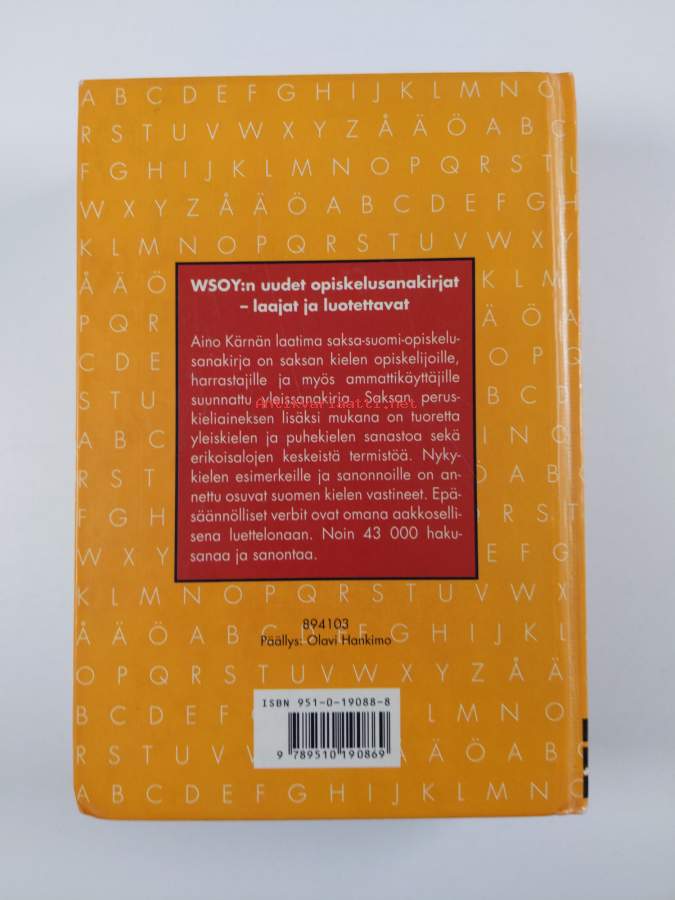 A B C D E F G H I J K L M N O
R S T U V W X Y Z Å Ä Ö A B C
F G H I J K L M N O P Q R S T U
W X Y Z Å Ä Ö A B C D E F G H
K L M N O P Q R S T U V W X Y
Å Ä Ö K L M
P Q R Ä Ö A
C D E O P Q
S T U B C D
A B C N O
R S T Ö A B
F G H R S T
W X Y E F G
WSOY:n uudet opiskelusanakirjat
– laajat ja luotettavat
Aino Kärnän laatima saksa-suomi-opiskelu-
sanakirja on saksan kielen opiskelijoille,
harrastajille ja myös ammattikäyttäjille
suunnattu yleissanakirja. Saksan perus-
Antikvariaatti.net
kieliaineksen lisäksi mukana on tuoretta
yleiskielen ja puhekielen sanastoa sekä
erikoisalojen keskeistä termistöä. Nyky-
kielen esimerkeille ja sanonnoille on an-
nettu osuvat suomen kielen vastineet. Epä-
säännölliset verbit ovat omana aakkoselli-
sena luettelonaan. Noin 43 000 haku-
sanaa ja sanontaa.
K L M N O P Q R S T U V W X
894103
Å Ä Ö A B C D E F G H I J K L
Päällys: Olavi Hankimo
O P Q R S T U V W X Y Z Å Ä
ISBN 951-0-19088-8
B C D E F L M N O
R S T U V W Å Ä Ö A B
9 789510 190869
A B C D E F G H I J K L M N O